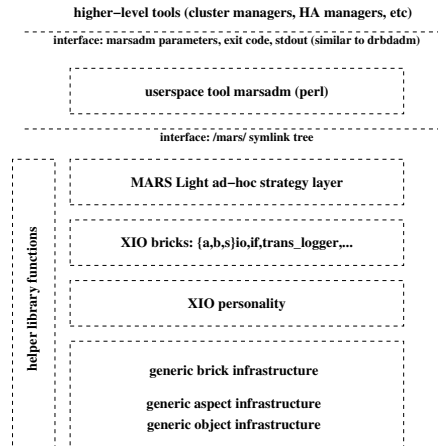 higher−level tools (cluster managers, HA managers, etc)
interface: marsadm parameters, exit code, stdout (similar to drbdadm)
userspace tool marsadm (perl)
interface: /mars/ symlink tree
helper library functions
MARS Light ad−hoc strategy layer
XIO bricks: {a,b,s}io,if,trans_logger,...
XIO personality
generic brick infrastructure
generic aspect infrastructure
generic object infrastructure